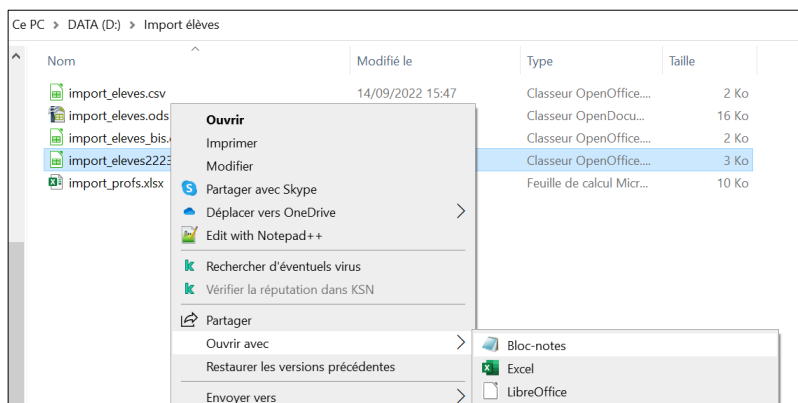 Ce PC > DATA (D:) > Import élèves
Nom Modifié le Type Taille
import_eleves.csv 14/09/2022 15:47 Classeur OpenOffice.... 2 Ko
import_eleves.ods Classeur OpenDocu... 16 Ko
import_eleves_bis. Classeur OpenOffice.... 2 Ko
import_eleves2223 Classeur OpenOffice.... 3 Ko
import_profs.xlsx Feuille de calcul Micr... 10 Ko
Ouvrir
Imprimer
Modifier
Partager avec Skype
Déplacer vers OneDrive
Edit with Notepad++
Rechercher d'éventuels virus
Vérifier la réputation dans KSN
Partager
Ouvrir avec
Restaurer les versions précédentes
Envoyer vers
Bloc-notes
Excel
LibreOffice